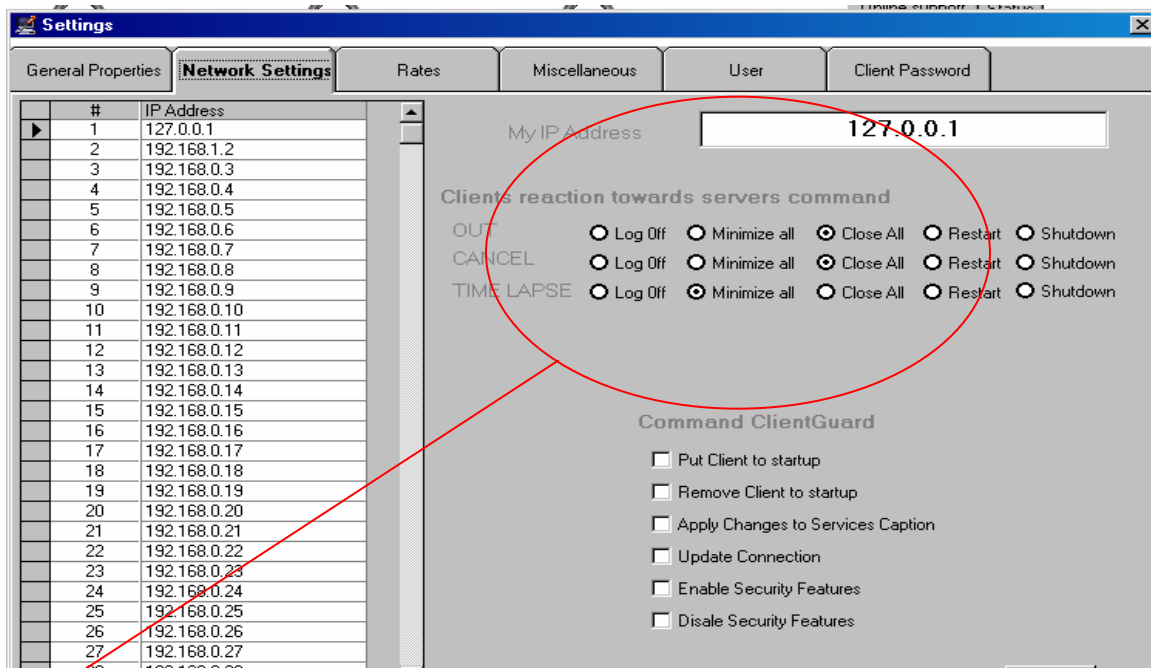 Online support Status
Settings
General Properties Network Settings Rates Miscellaneous User Client Password
# IP Address
1 127.0.0.1
2 192.168.1.2
3 192.168.0.3
4 192.168.0.4
5 192.168.0.5
6 192.168.0.6
7 192.168.0.7
8 192.168.0.8
9 192.168.0.9
10 192.168.0.10
11 192.168.0.11
12 192.168.0.12
13 192.168.0.13
14 192.168.0.14
15 192.168.0.15
16 192.168.0.16
17 192.168.0.17
18 192.168.0.18
19 192.168.0.19
20 192.168.0.20
21 192.168.0.21
22 192.168.0.22
23 192.168.0.23
24 192.168.0.24
25 192.168.0.25
26 192.168.0.26
27 192.168.0.27
My IP Address 127.0.0.1
Clients reaction towards servers command
OUT Log Off Minimize all Close All Restart Shutdown
CANCEL Log Off Minimize all Close All Restart Shutdown
TIME LAPSE Log Off Minimize all Close All Restart Shutdown
Command ClientGuard
Put Client to startup
Remove Client to startup
Apply Changes to Services Caption
Update Connection
Enable Security Features
Disale Security Features